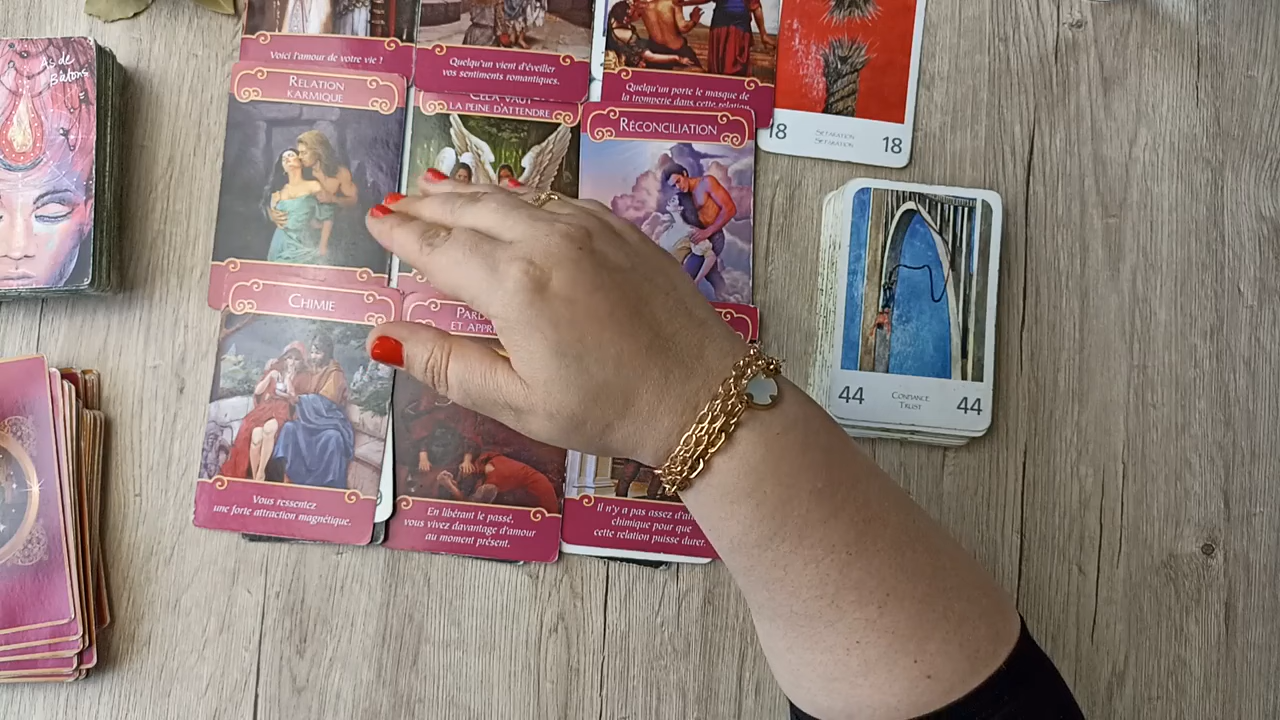 As de
Bâtons
Voici l'amour de votre vie !
Quelqu'un vient d'éveiller
vos sentiments romantiques.
Quelqu'un porte le masque de
la tromperie dans cette relation
18
SÉPARATION
SEPARATION
18
RELATION
KARMIQUE
CELA VAUT
LA PEINE D'ATTENDRE
RÉCONCILIATION
44
CONFIANCE
TRUST
44
CHIMIE
Vous ressentez
une forte attraction magnétique.
ET
En libérant le passé,
vous vivez davantage d'amour
au moment présent.
Il n'y a pas assez
chimique pour que
cette relation puisse durer.